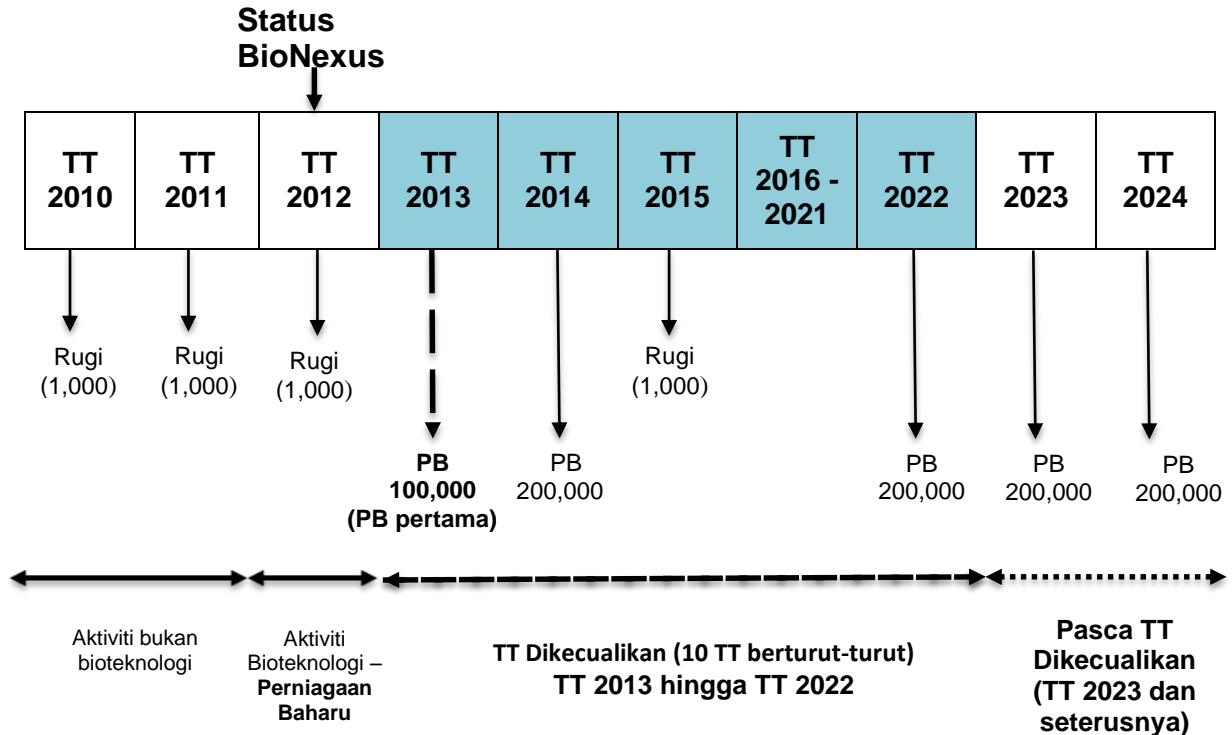 Status
BioNexus
TT
2010
TT
2011
TT
2012
TT
2013
TT
2014
TT
2015
TT
2016 -
2021
TT
2022
TT
2023
TT
2024
Rugi
(1,000)
Rugi
(1,000)
Rugi
(1,000)
PB
100,000
(PB pertama)
PB
200,000
Rugi
(1,000)
PB
200,000
PB
200,000
PB
200,000
Aktiviti bukan
bioteknologi
Aktiviti
Bioteknologi –
Perniagaan
Baharu
TT Dikecualikan (10 TT berturut-turut)
TT 2013 hingga TT 2022
Pasca TT
Dikecualikan
(TT 2023 dan
seterusnya)